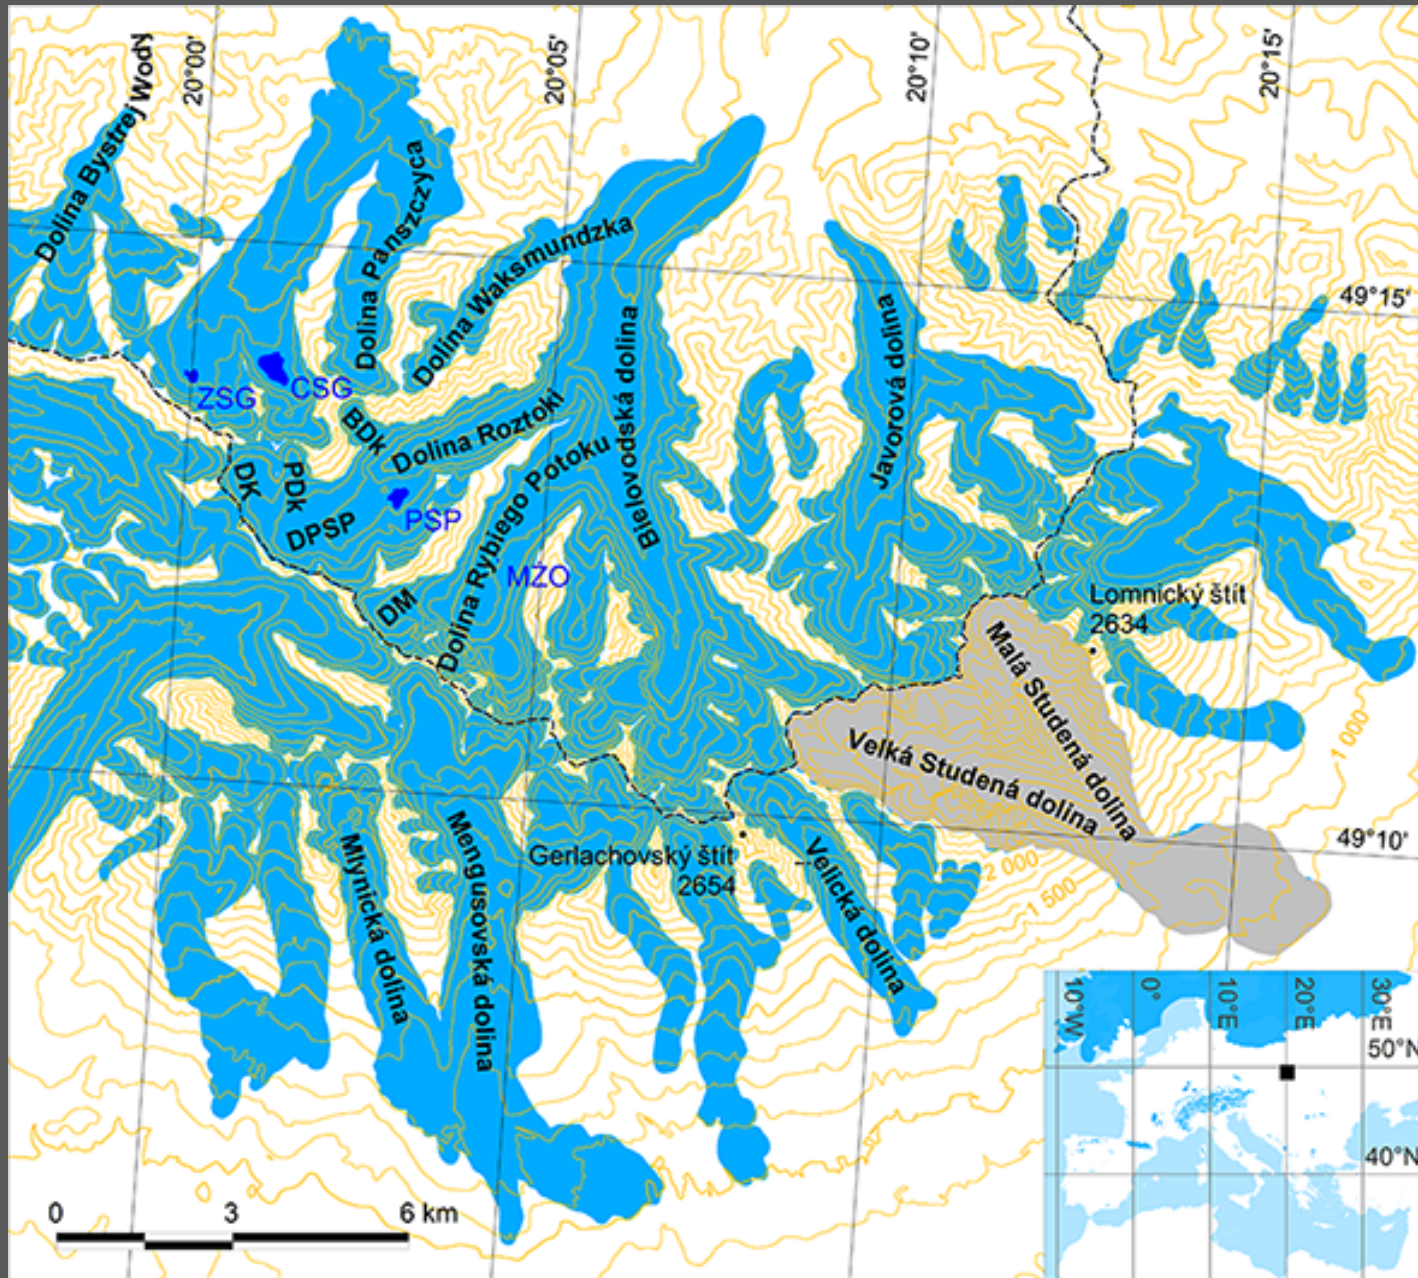 20°00'
20°05'
20°10'
20°15'
Dolina Bystrej Wody
Dolina Panszczyca
Dolina Waksmundzka
49°15'
Dolina Roztoki
Bielovodská dolina
Javorová dolina
ZSG
CSG
BDk
DK
PDk
DPSP
PSP
Dolina Rybiego Potoku
MZO
DM
Lomnický štít
2634
Malá Studená dolina
Velká Studená dolina
1 000
49°10'
Gerlachovský štít
2654
2 000
1 500
Mlynická dolina
Mengusovská dolina
Velická dolina
10°W
0°
10°E
20°E
30°E
50°N
40°N
0 3 6 km